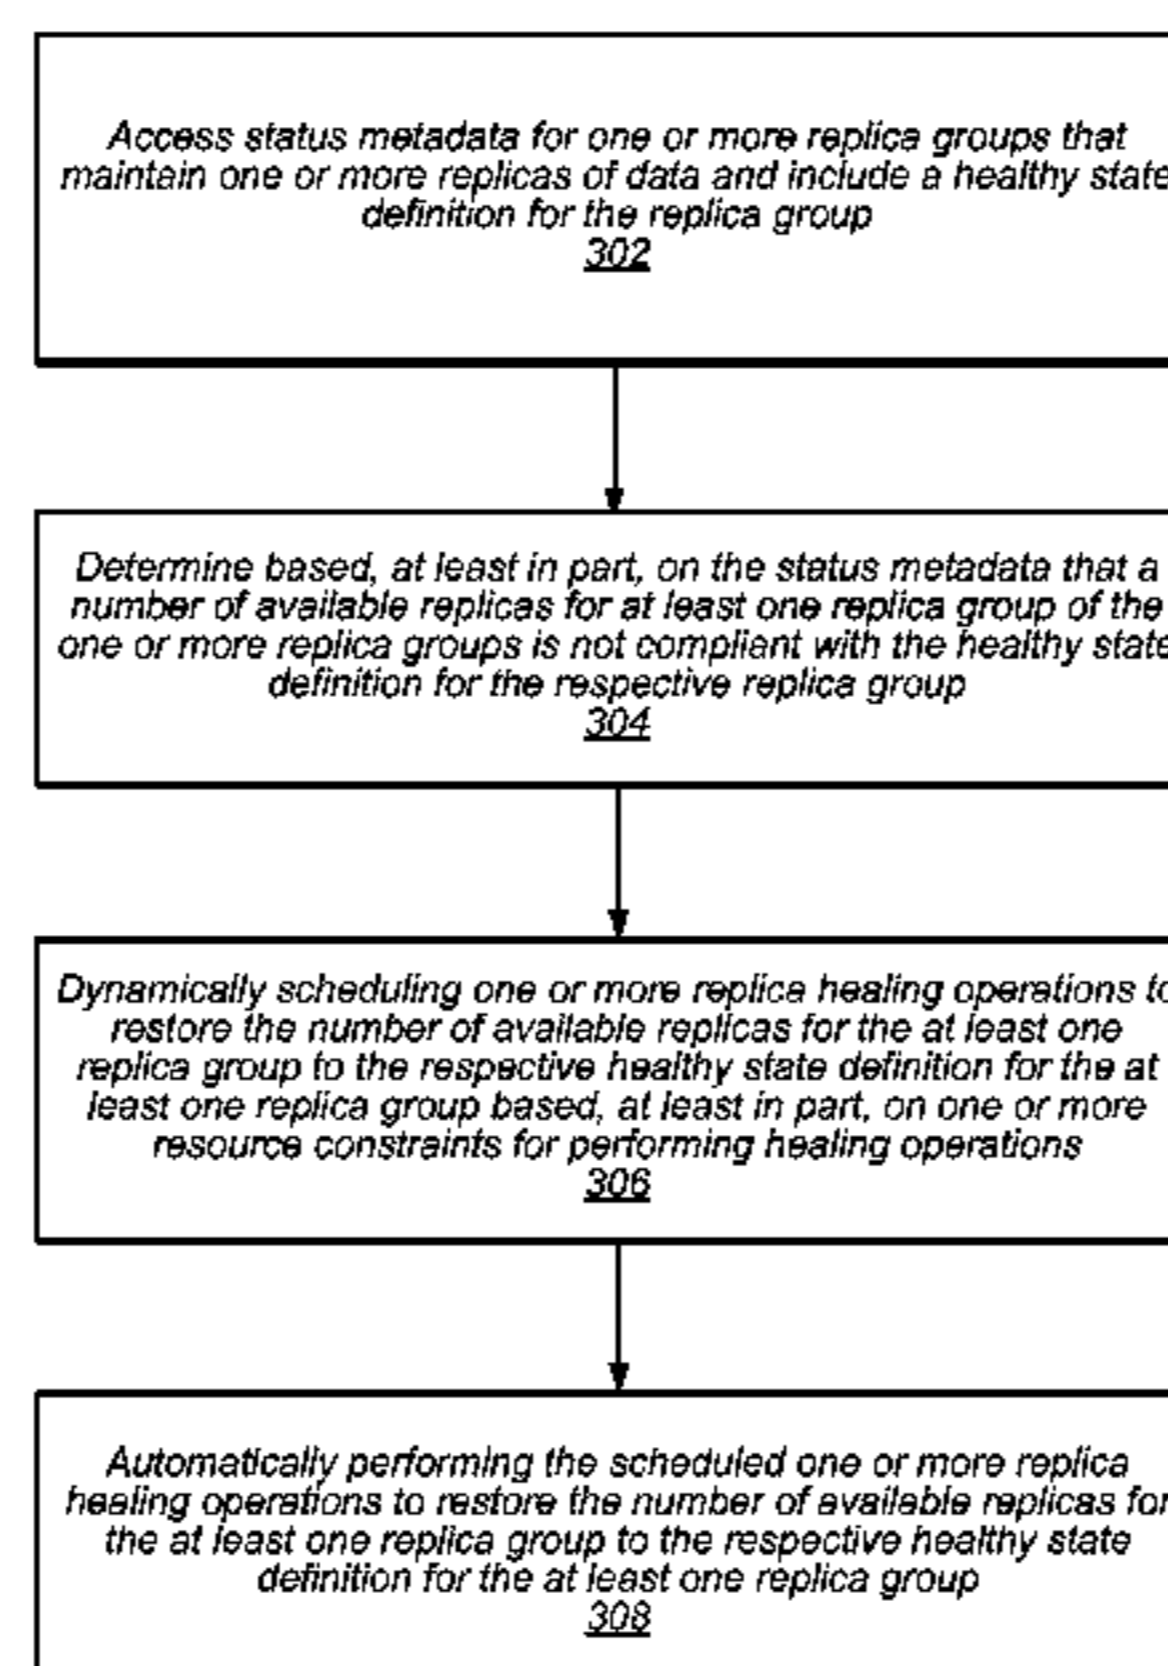 Access status metadata for one or more replica groups that
maintain one or more replicas of data and include a healthy state
definition for the replica group
302
Determine based, at least in part, on the status metadata that a
number of available replicas for at least one replica group of the
one or more replica groups is not compliant with the healthy state
definition for the respective replica group
304
Dynamically scheduling one or more replica healing operations to
restore the number of available replicas for the at least one
replica group to the respective healthy state definition for the at
least one replica group based, at least in part, on one or more
resource constraints for performing healing operations
306
Automatically performing the scheduled one or more replica
healing operations to restore the number of available replicas for
the at least one replica group to the respective healthy state
definition for the at least one replica group
308